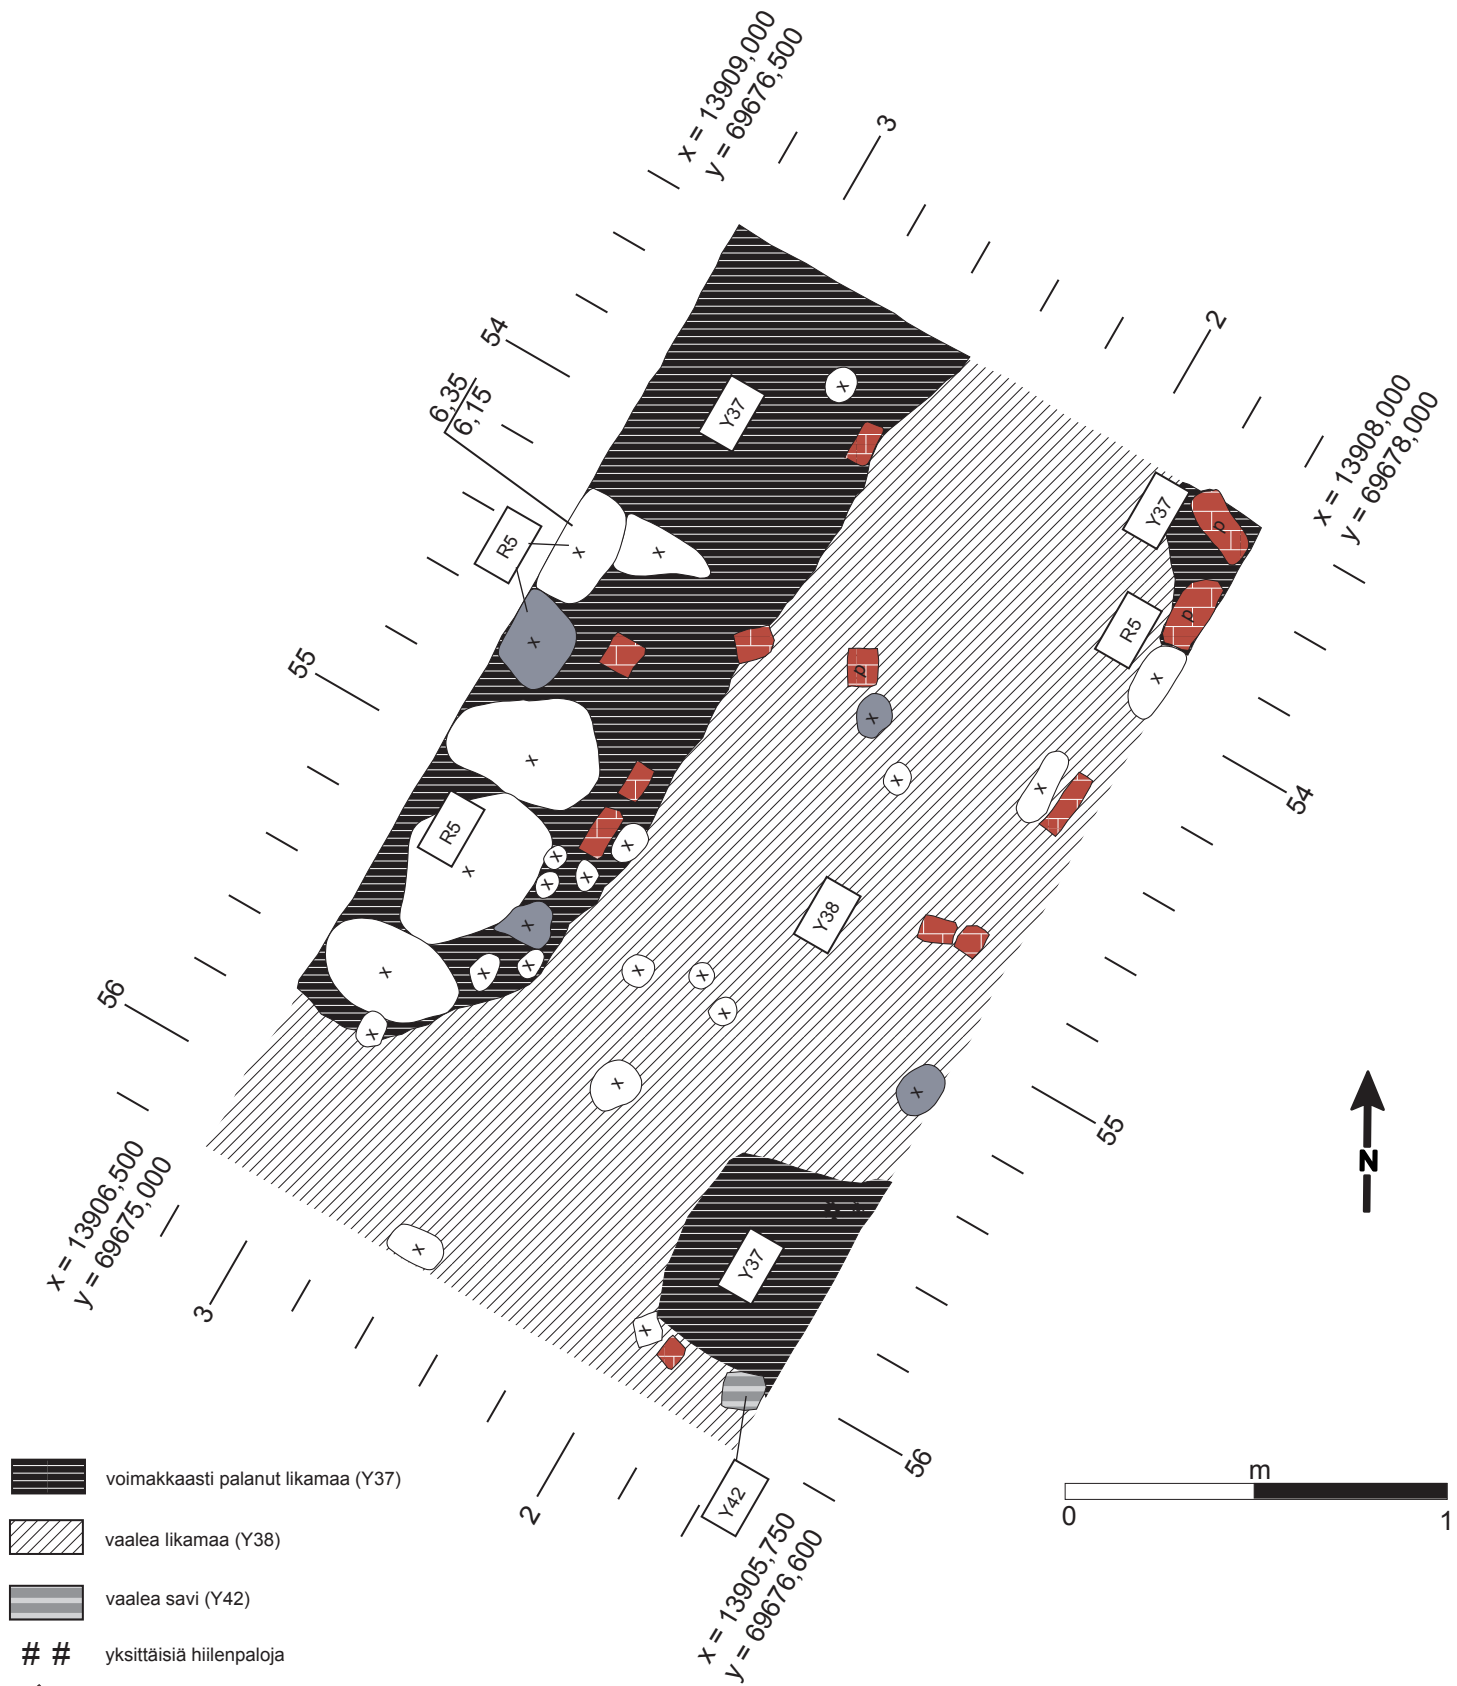 x = 13909,000
y = 69676,500
3
2
54
6,35
6,15
Y37
x = 13908,000
y = 69678,000
x
R5
Y37
p
x
x
x
R5
p
55
p
x
x
x
x
x
54
R5
x
x
x
x
x
Y38
x
56
x
x
x
x
x
x
x
x
x
55
x = 13906,500
y = 69675,000
N
x
Y37
3
x
56
Y42
2
m
0
1
x = 13905,750
y = 69676,600
voimakkaasti palanut likamaa (Y37)
vaalea likamaa (Y38)
vaalea savi (Y42)
# # yksittäisiä hiilenpaloja